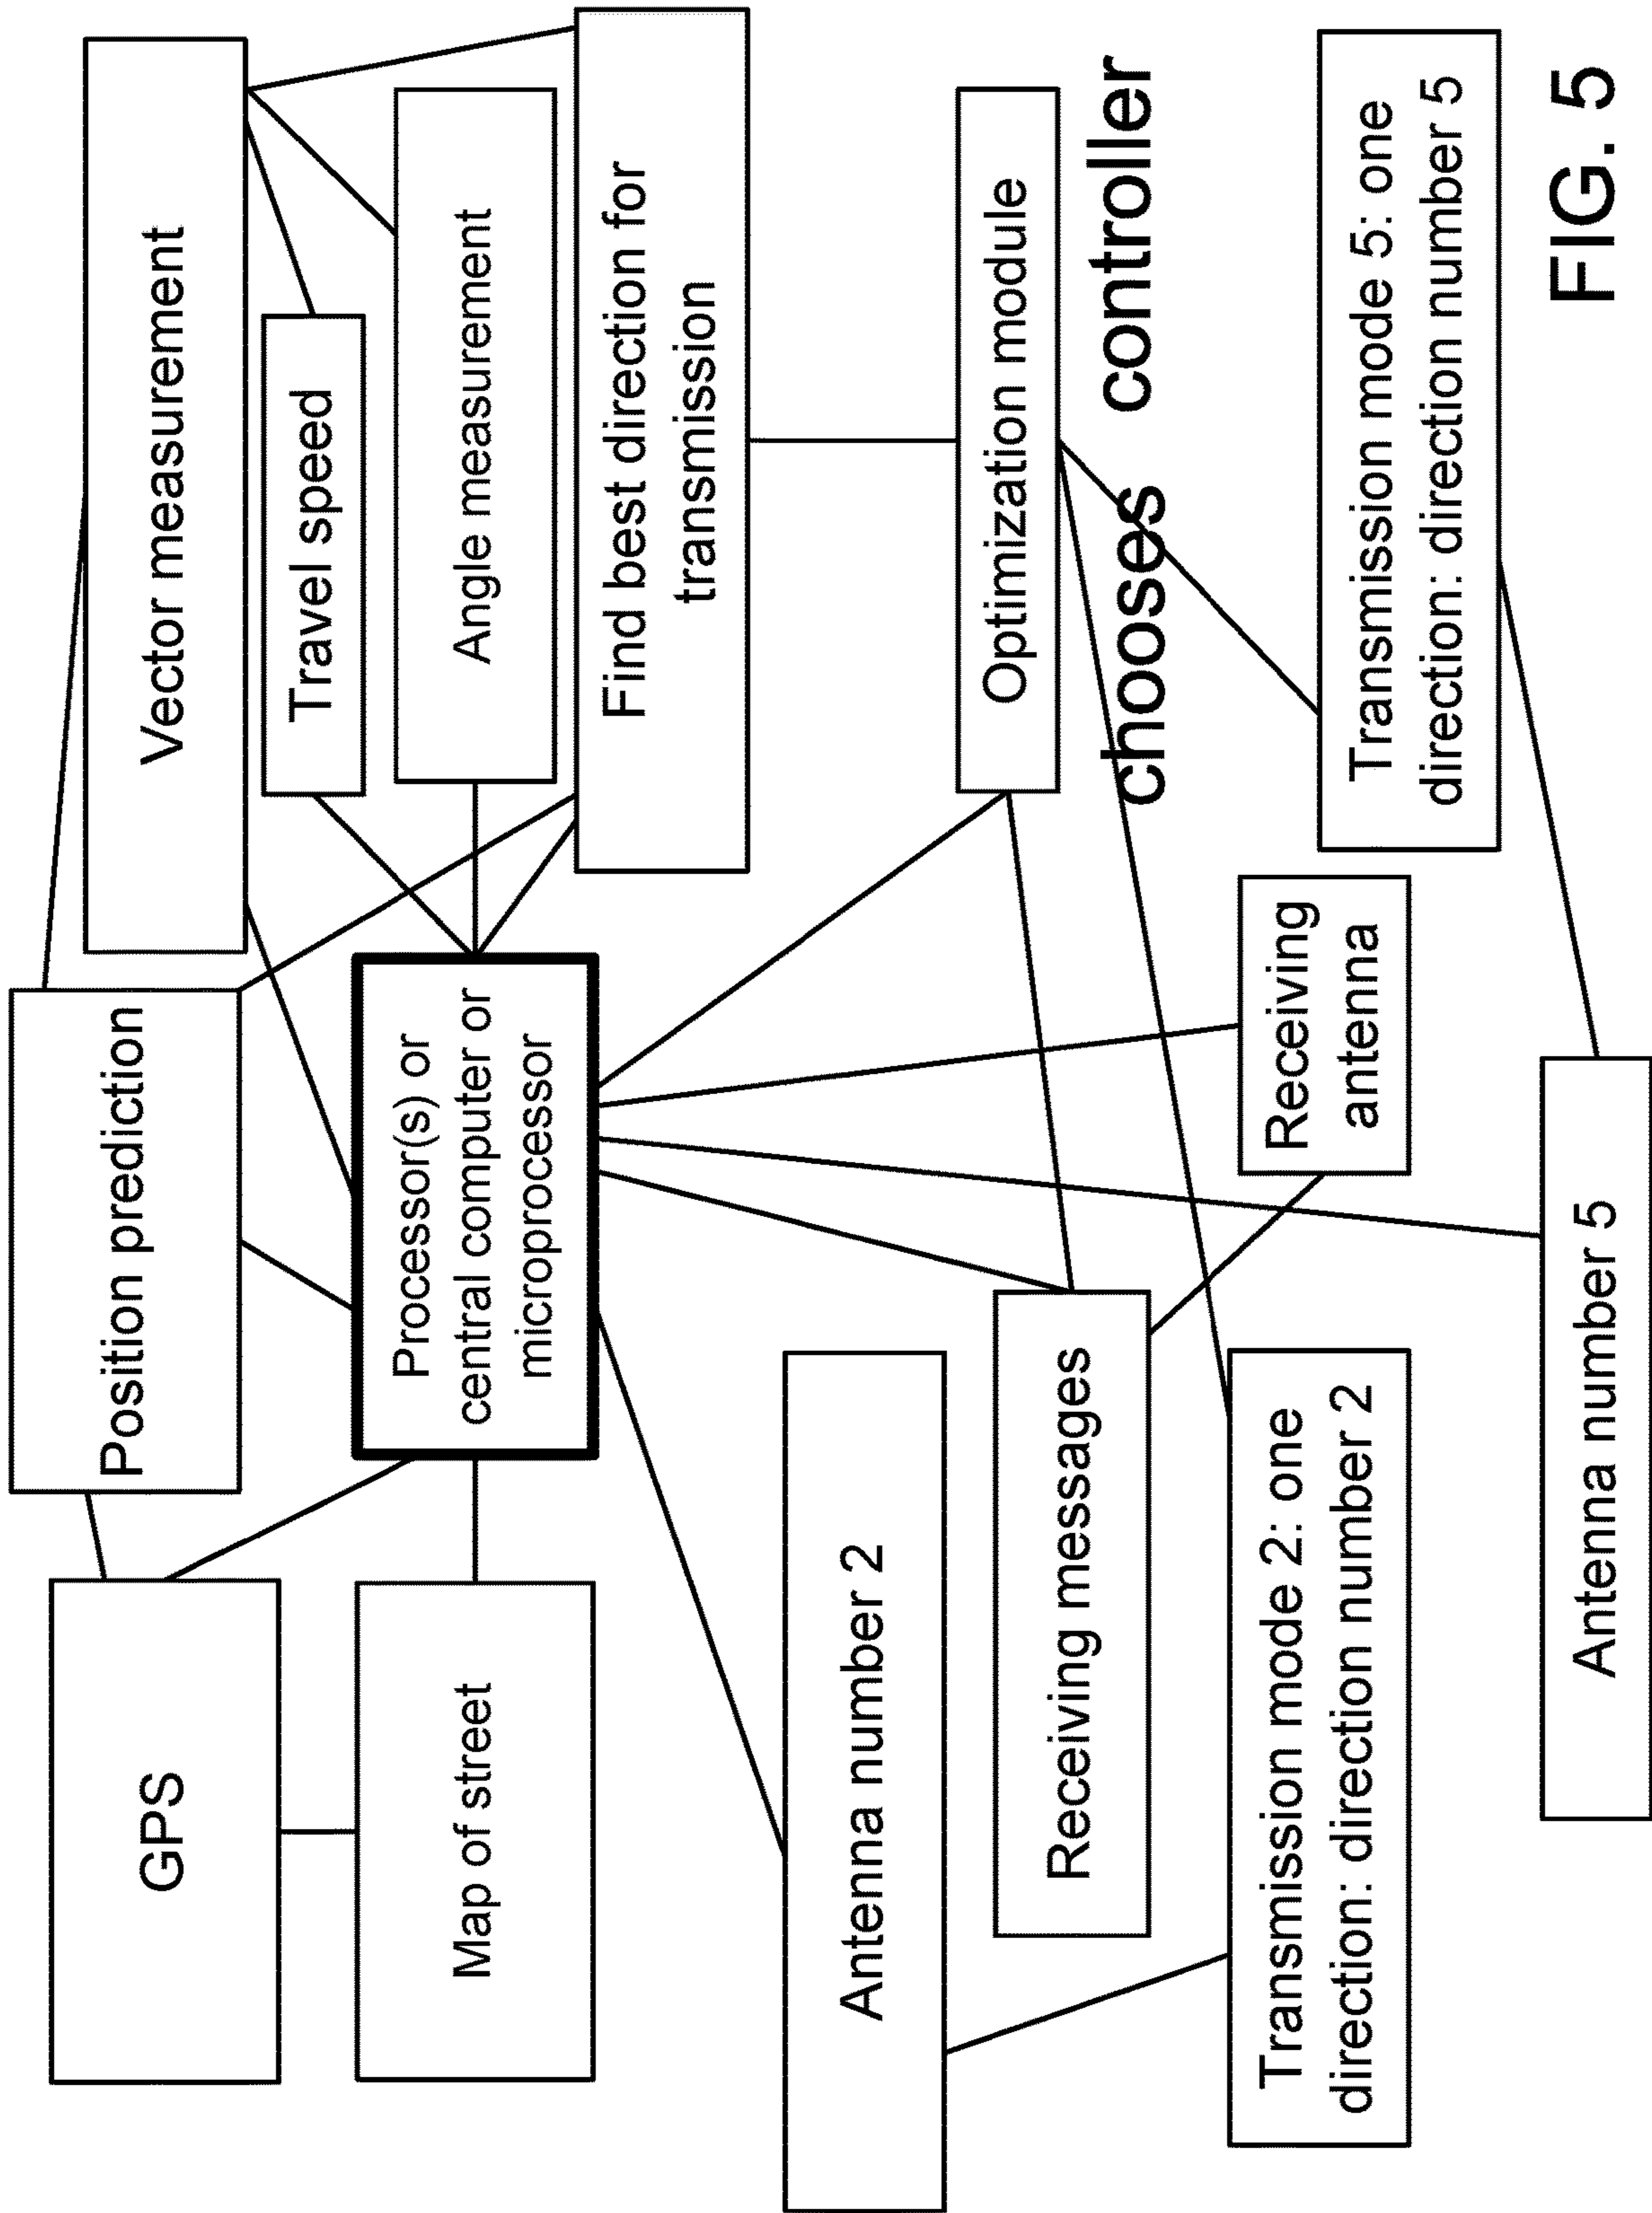 GPS
Position prediction
Vector measurement
Travel speed
Map of street
Processor(s) or
central computer or
microprocessor
Angle measurement
Find best direction for
transmission
Antenna number 2
Receiving messages
Optimization module
chooses controller
Transmission mode 2: one
direction: direction number 2
Receiving
antenna
Transmission mode 5: one
direction: direction number 5
Antenna number 5
FIG. 5